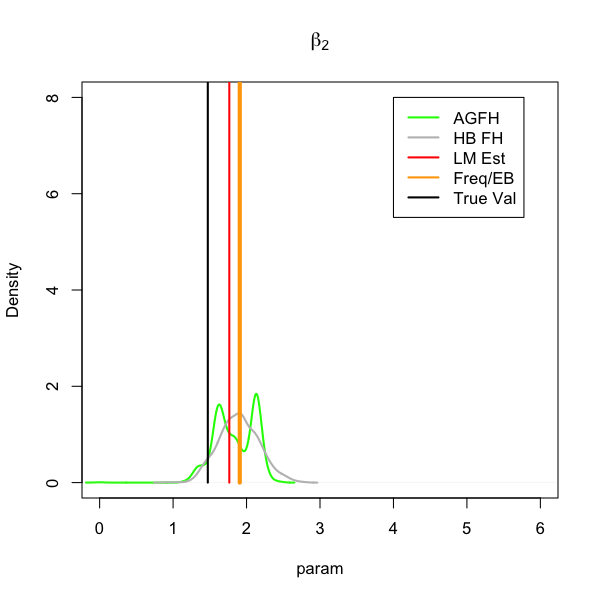 β₂
8
6
4
2
0
Density
AGFH
HB FH
LM Est
Freq/EB
True Val
0 1 2 3 4 5 6
param